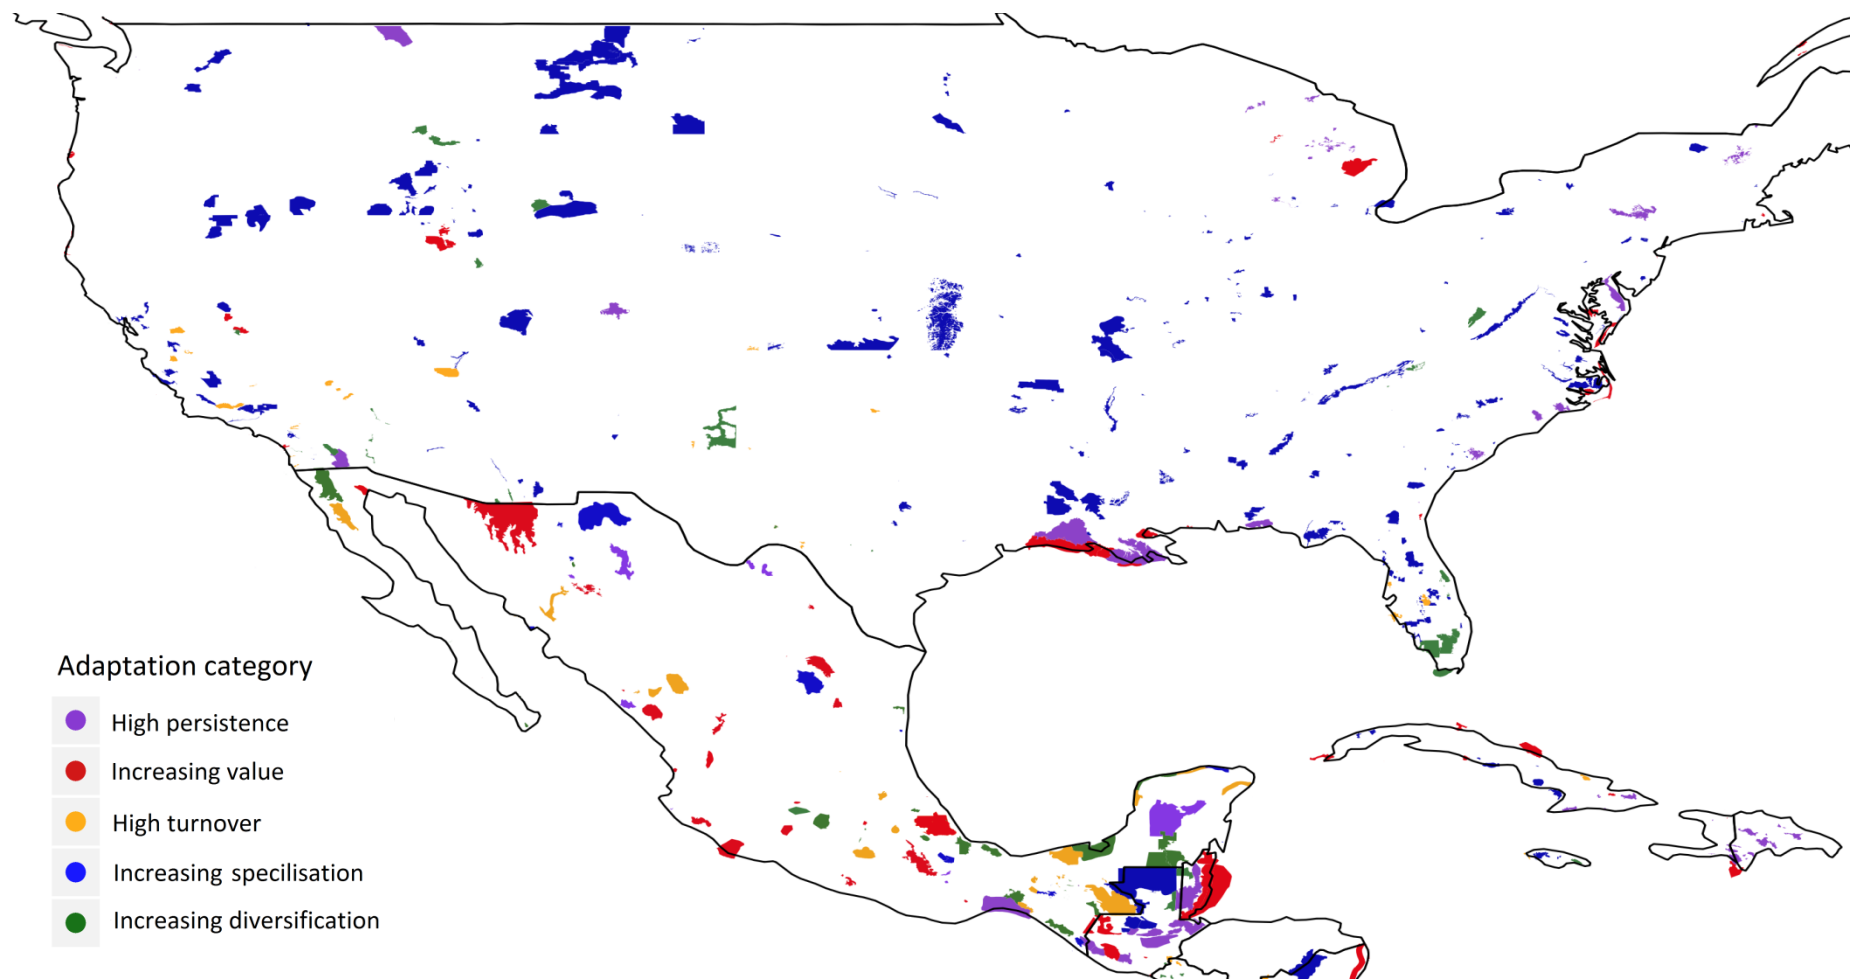 Adaptation category
High persistence
Increasing value
High turnover
Increasing specilisation
Increasing diversification